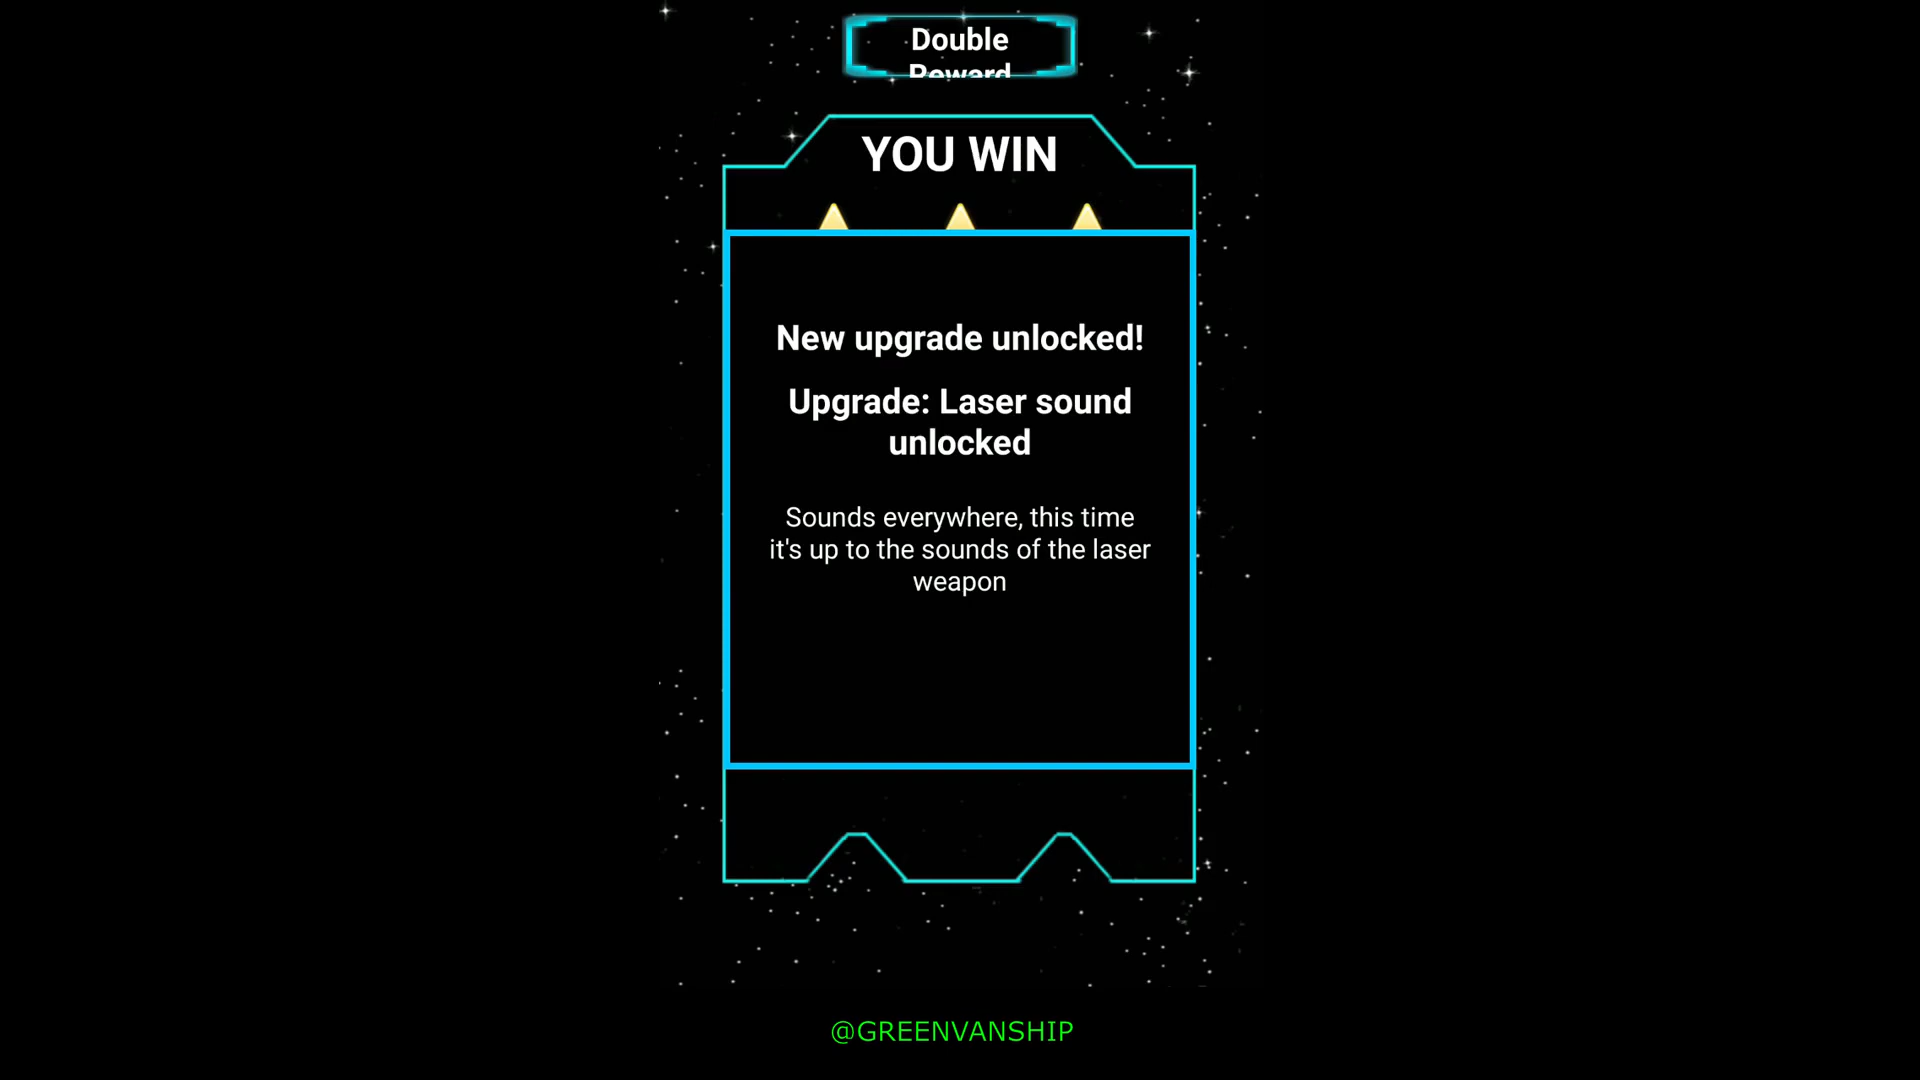 Double
Reward
YOU WIN
New upgrade unlocked!
Upgrade: Laser sound
unlocked
Sounds everywhere, this time
it's up to the sounds of the laser
weapon
@GREENVANSHIP